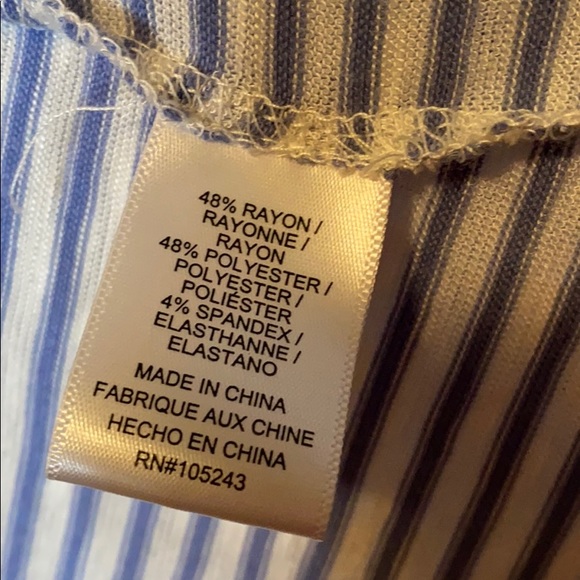 48% RAYON /
RAYONNE /
RAYON
48% POLYESTER /
POLYESTER /
POLIÉSTER
4% SPANDEX /
ELASTHANNE /
ELASTANO
MADE IN CHINA
FABRIQUE AUX CHINE
HECHO EN CHINA
RN#105243